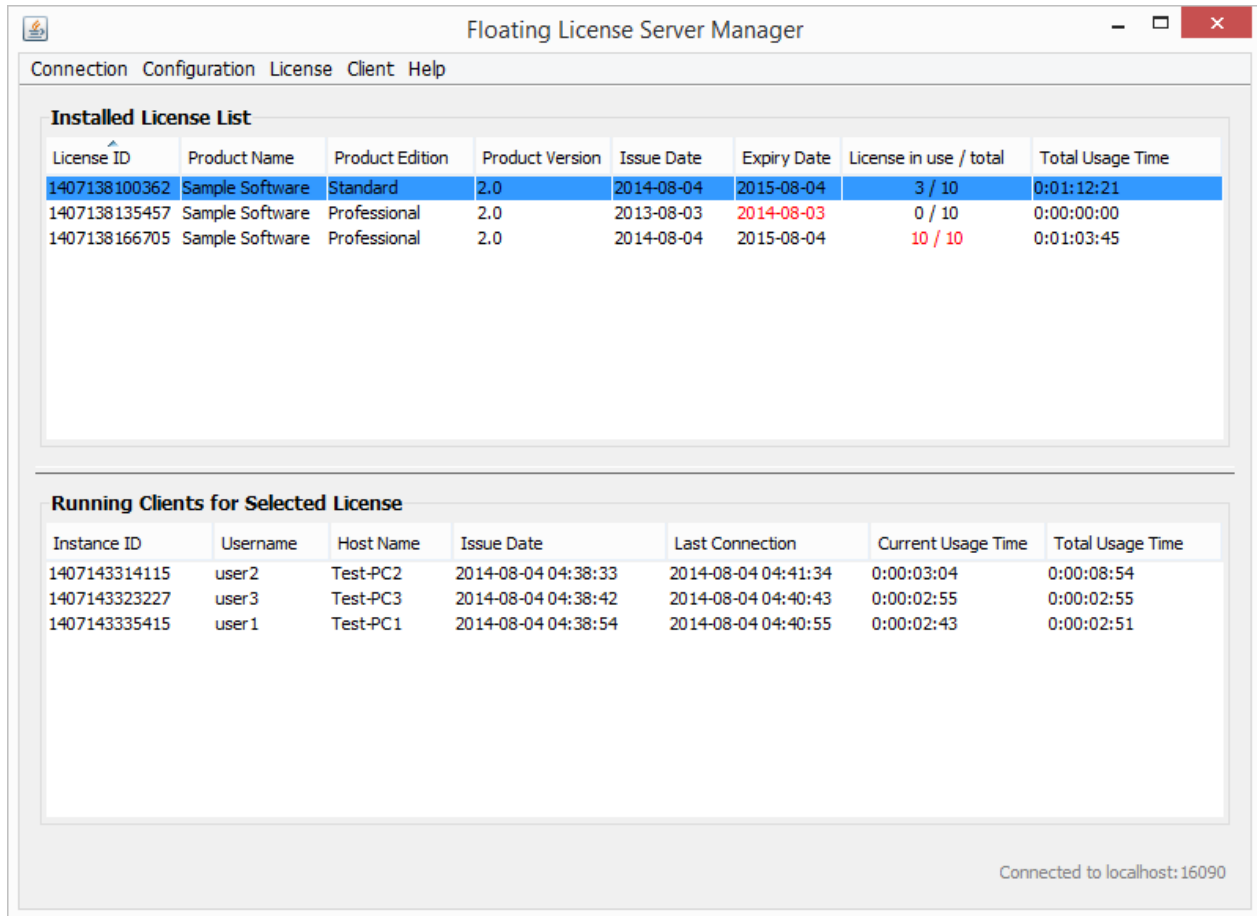 Floating License Server Manager
Connection Configuration License Client Help
Installed License List
License ID Product Name Product Edition Product Version Issue Date Expiry Date License in use / total Total Usage Time
1407138100362 Sample Software Standard 2.0 2014-08-04 2015-08-04 3 / 10 0:01:12:21
1407138135457 Sample Software Professional 2.0 2013-08-03 2014-08-03 0 / 10 0:00:00:00
1407138166705 Sample Software Professional 2.0 2014-08-04 2015-08-04 10 / 10 0:01:03:45
Running Clients for Selected License
Instance ID Username Host Name Issue Date Last Connection Current Usage Time Total Usage Time
1407143314115 user2 Test-PC2 2014-08-04 04:38:33 2014-08-04 04:41:34 0:00:03:04 0:00:08:54
1407143323227 user3 Test-PC3 2014-08-04 04:38:42 2014-08-04 04:40:43 0:00:02:55 0:00:02:55
1407143335415 user1 Test-PC1 2014-08-04 04:38:54 2014-08-04 04:40:55 0:00:02:43 0:00:02:51
Connected to localhost:16090